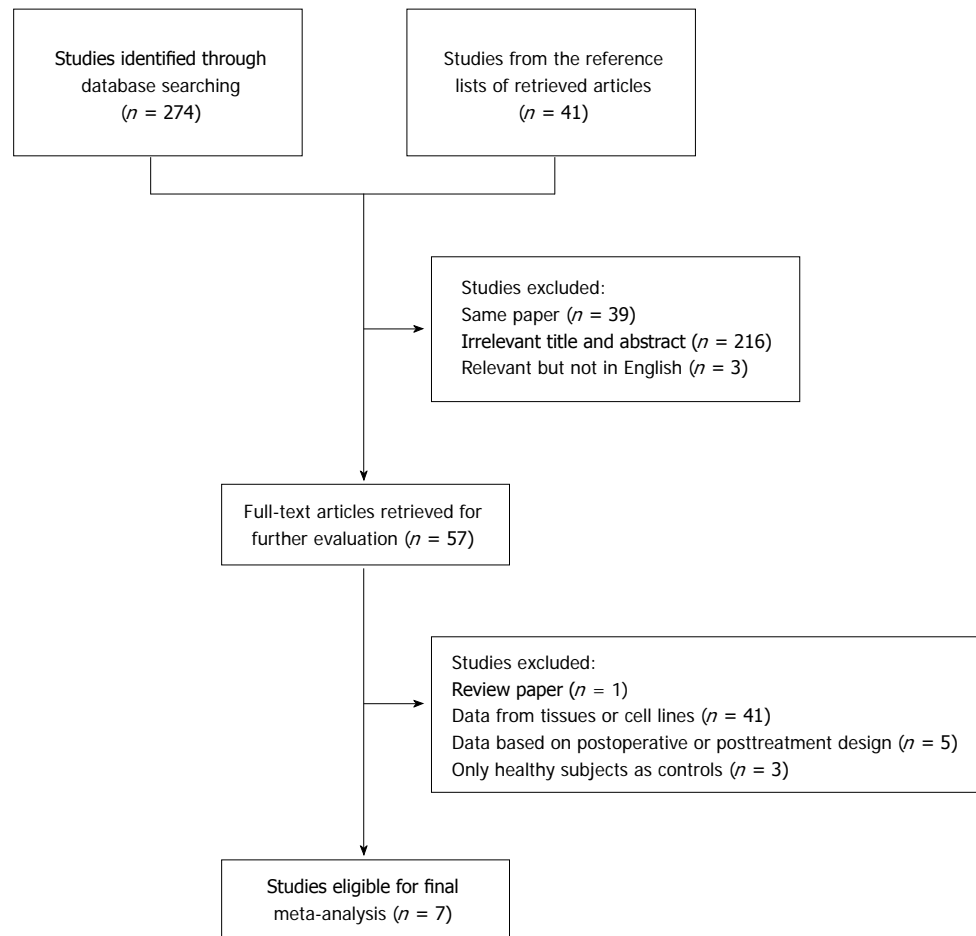 Studies identified through
database searching
(n = 274)
Studies from the reference
lists of retrieved articles
(n = 41)
Studies excluded:
Same paper (n = 39)
Irrelevant title and abstract (n = 216)
Relevant but not in English (n = 3)
Full-text articles retrieved for
further evaluation (n = 57)
Studies excluded:
Review paper (n = 1)
Data from tissues or cell lines (n = 41)
Data based on postoperative or posttreatment design (n = 5)
Only healthy subjects as controls (n = 3)
Studies eligible for final
meta-analysis (n = 7)